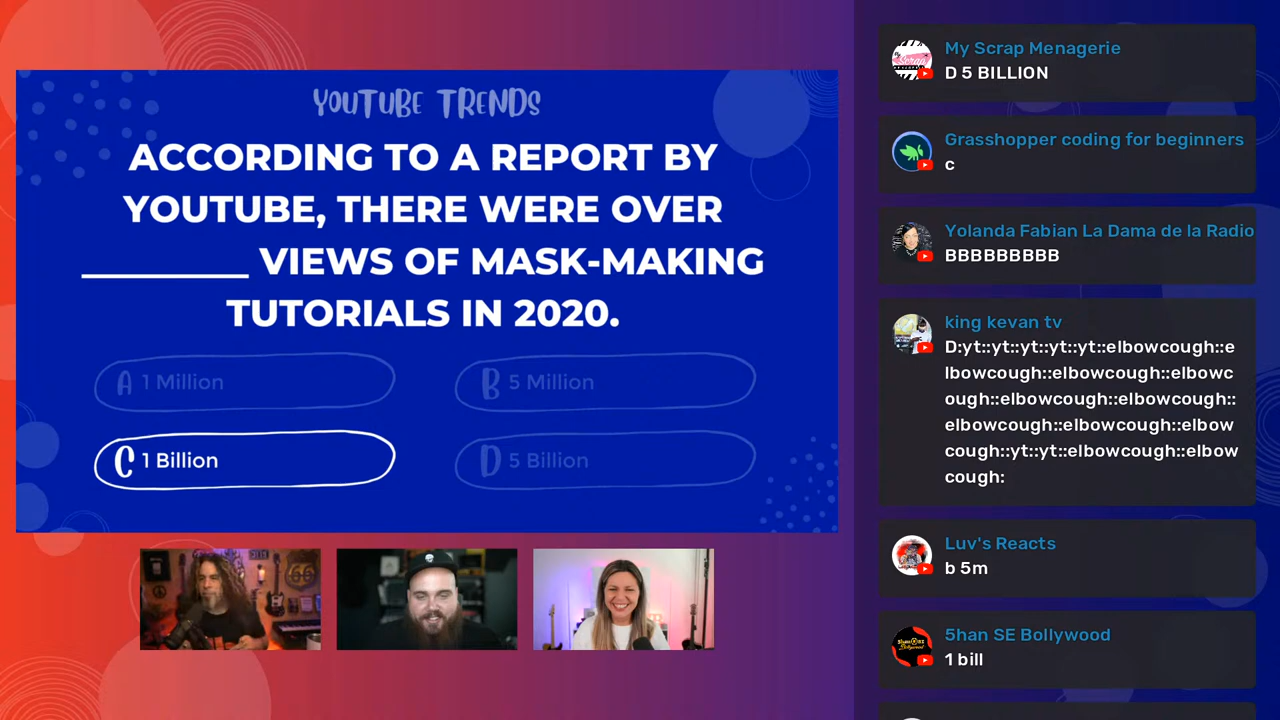 YOUTUBE TRENDS
ACCORDING TO A REPORT BY
YOUTUBE, THERE WERE OVER
__________ VIEWS OF MASK-MAKING
TUTORIALS IN 2020.
A 1 Million
B 5 Million
C 1 Billion
D 5 Billion
My Scrap Menagerie
D 5 BILLION
Grasshopper coding for beginners
c
Yolanda Fabian La Dama de la Radio
BBBBBBBBB
king kevan tv
D:yt::yt::yt::yt::yt::elbowcough::e
lbowcough::elbowcough::elbowc
ough::elbowcough::elbowcough::
elbowcough::elbowcough::elbow
cough::yt::yt::elbowcough::elbow
cough:
Luv's Reacts
b 5m
5han SE Bollywood
1 bill